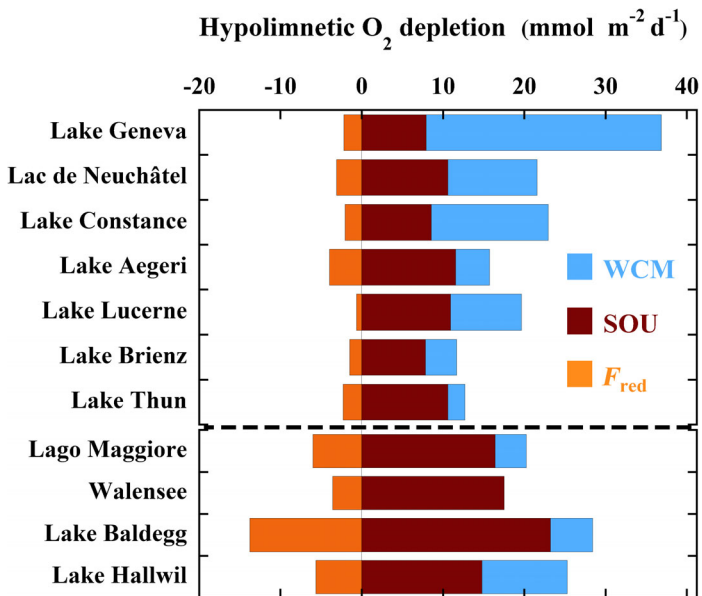 Hypolimnetic O₂ depletion (mmol m⁻² d⁻¹)
-20 -10 0 10 20 30 40
Lake Geneva
Lac de Neuchâtel
Lake Constance
Lake Aegeri
Lake Lucerne
Lake Brienz
Lake Thun
Lago Maggiore
Walensee
Lake Baldegg
Lake Hallwil
WCM
SOU
Fred